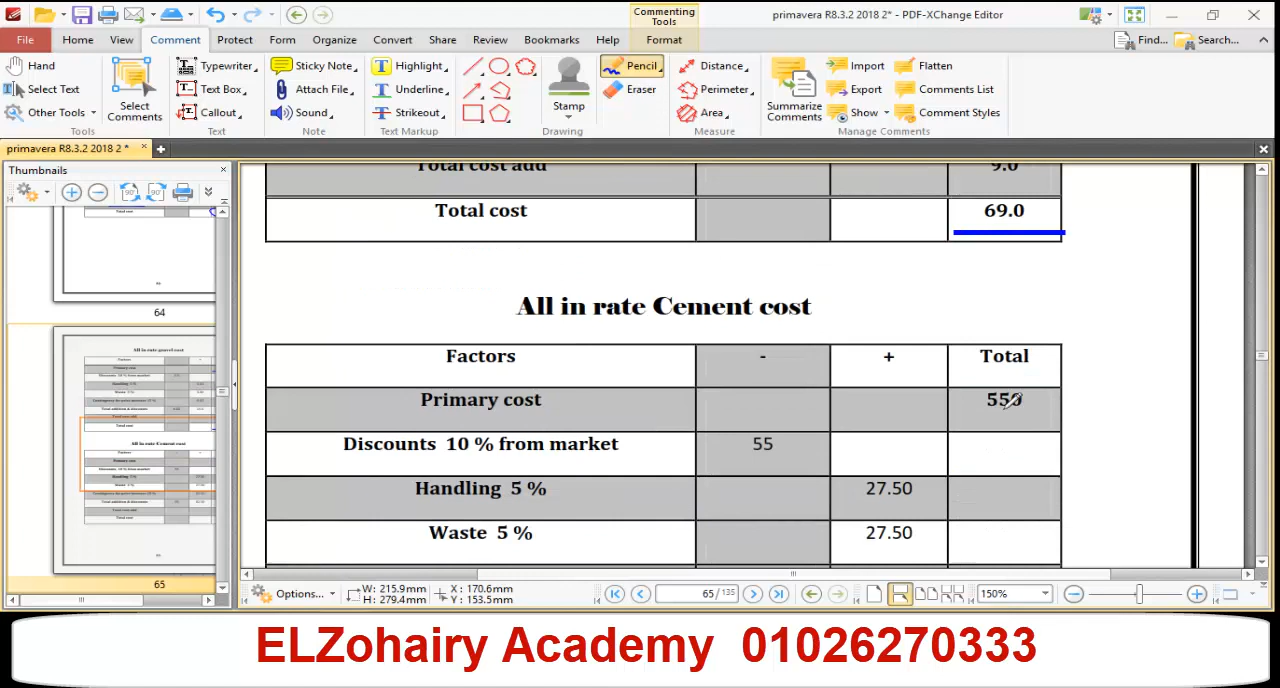 Commenting
Tools
primavera R8.3.2 2018 2* - PDF-XChange Editor
File Home View Comment Protect Form Organize Convert Share Review Bookmarks Help Format Find... Search...
Hand
Select Text
Other Tools
Select
Comments
Tools
Typewriter
Text Box
Callout
Text
Sticky Note
Attach File
Sound
Note
Highlight
Underline
Strikeout
Text Markup
Drawing
Stamp
Pencil
Eraser
Distance
Perimeter
Area
Measure
Summarize
Comments
Import
Export
Show
Flatten
Comments List
Comment Styles
Manage Comments
primavera R8.3.2 2018 2 *
Thumbnails
64
65
Total cost add 9.0
Total cost 69.0
All in rate Cement cost
Factors - + Total
Primary cost 550
Discounts 10 % from market 55
Handling 5 % 27.50
Waste 5 % 27.50
Options... W: 215.9mm H: 279.4mm X: 170.6mm Y: 153.5mm 65 / 135 150%
ELZohairy Academy 01026270333